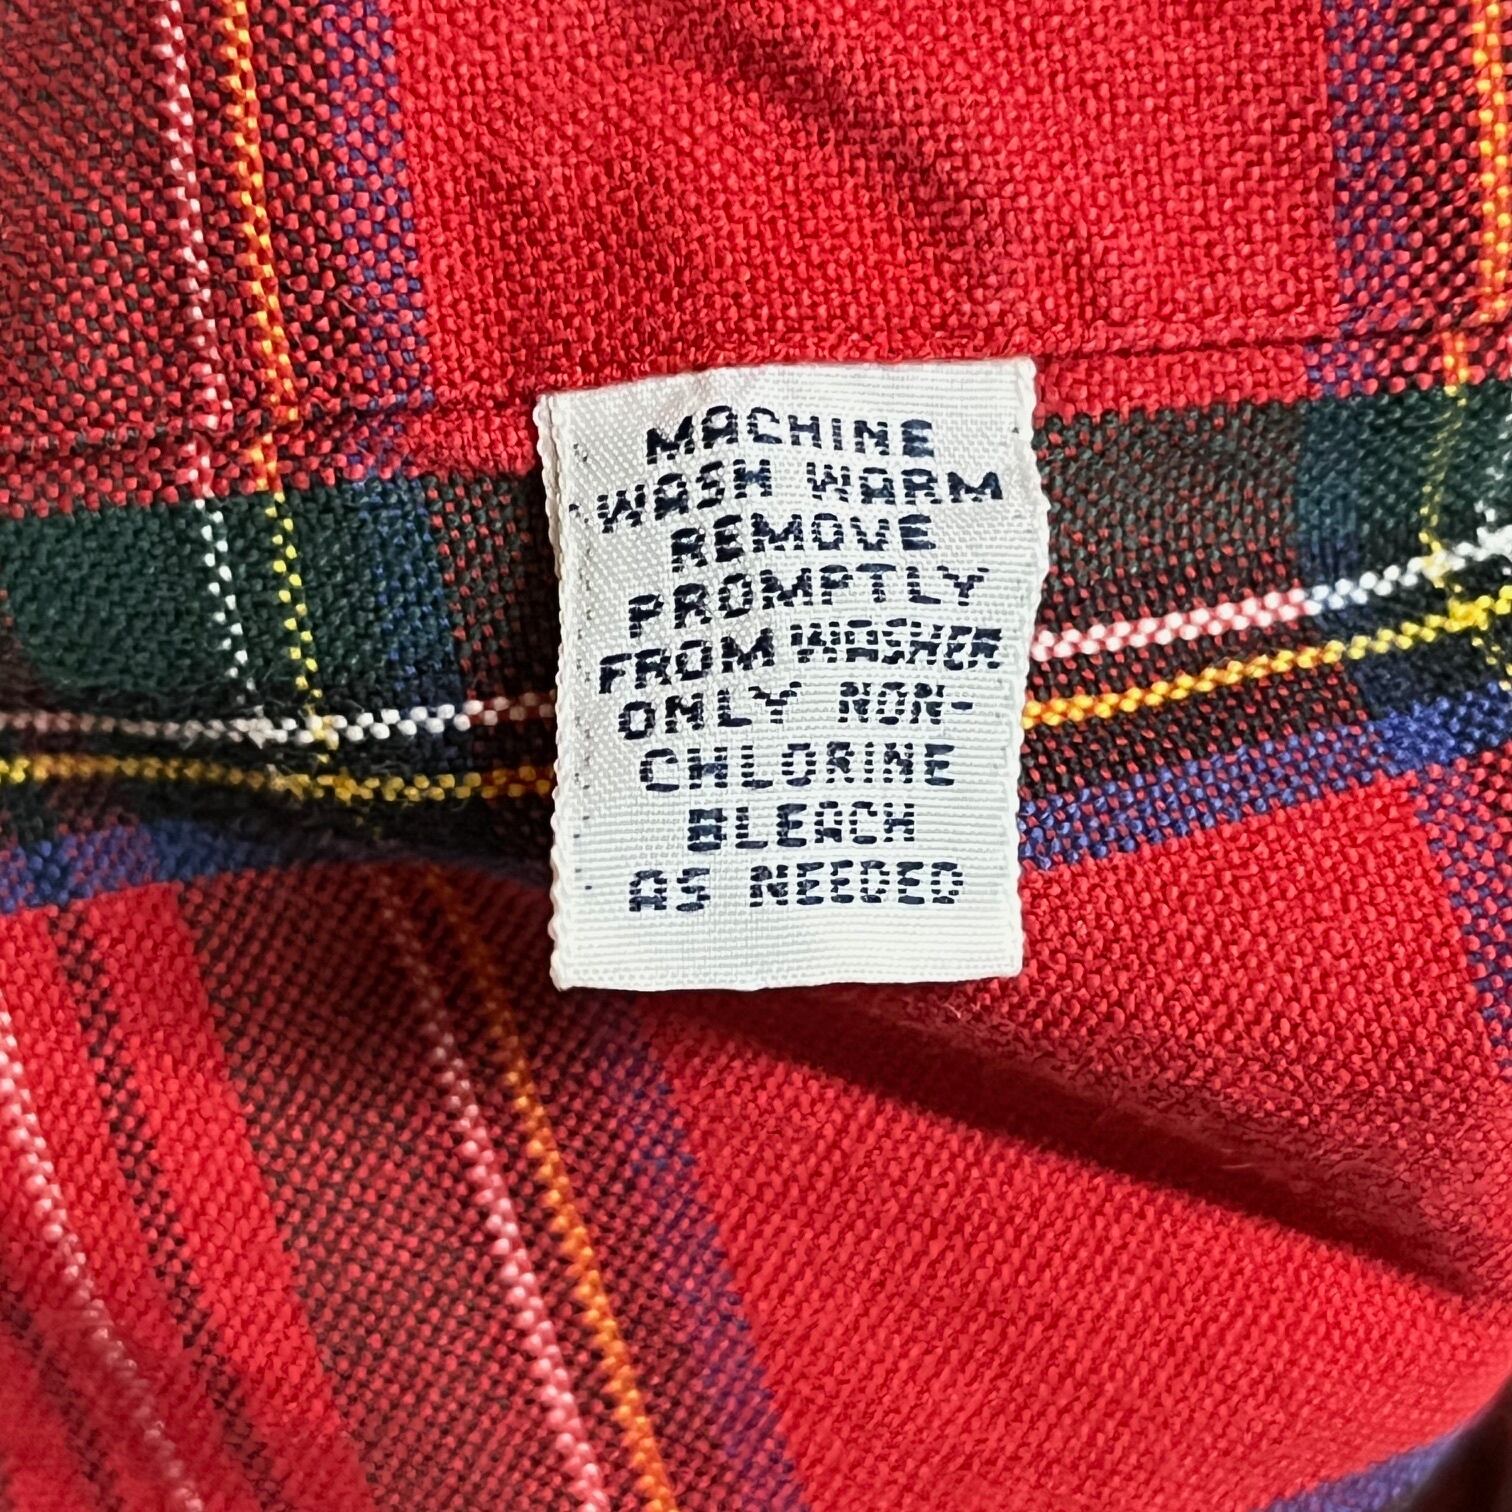 MACHINE
WASH WARM
REMOVE
PROMPTLY
FROM WASHER
ONLY NON-
CHLORINE
BLEACH
AS NEEDED